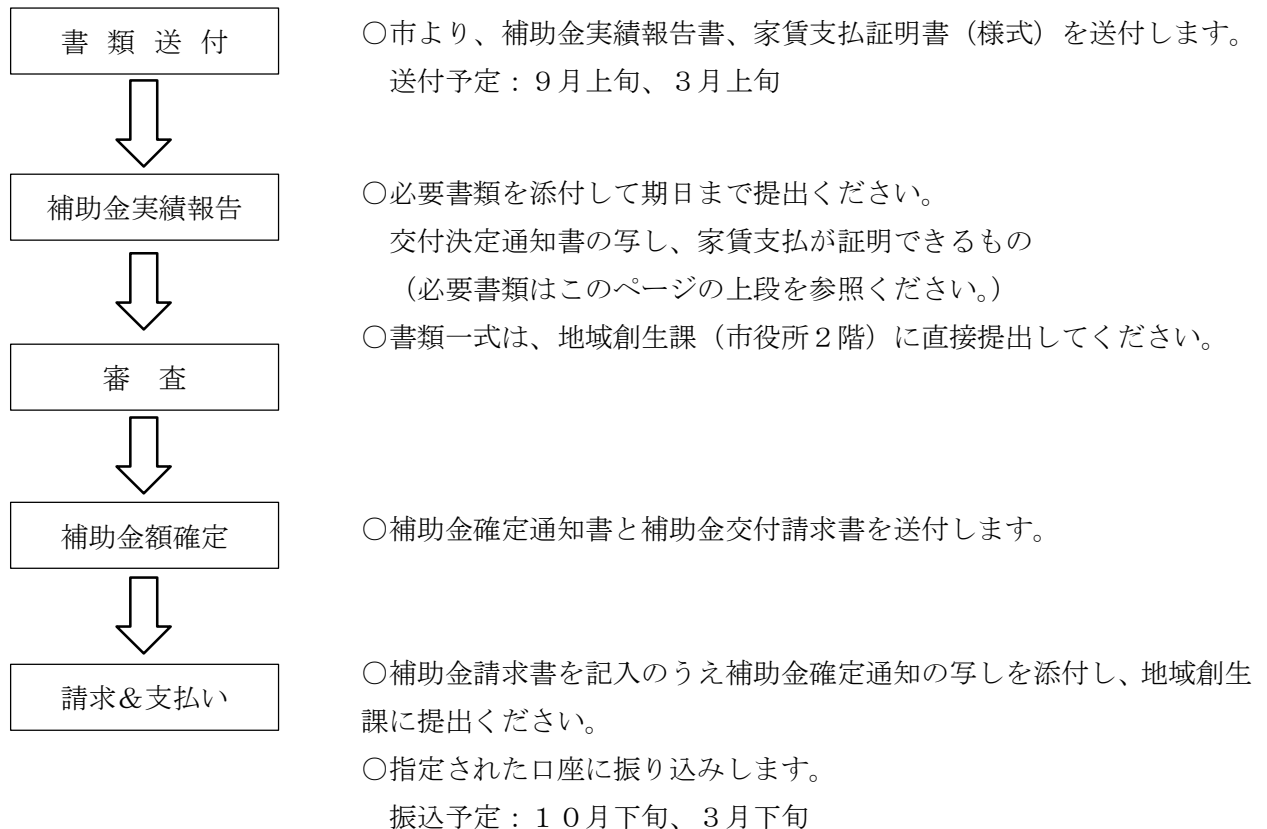 書類送付
○市より、補助金実績報告書、家賃支払証明書（様式）を送付します。
送付予定：９月上旬、３月上旬
補助金実績報告
○必要書類を添付して期日まで提出ください。
交付決定通知書の写し、家賃支払が証明できるもの
（必要書類はこのページの上段を参照ください。）
○書類一式は、地域創生課（市役所２階）に直接提出してください。
審　査
補助金額確定
○補助金確定通知書と補助金交付請求書を送付します。
請求＆支払い
○補助金請求書を記入のうえ補助金確定通知の写しを添付し、地域創生
課に提出ください。
○指定された口座に振り込みします。
振込予定：１０月下旬、３月下旬